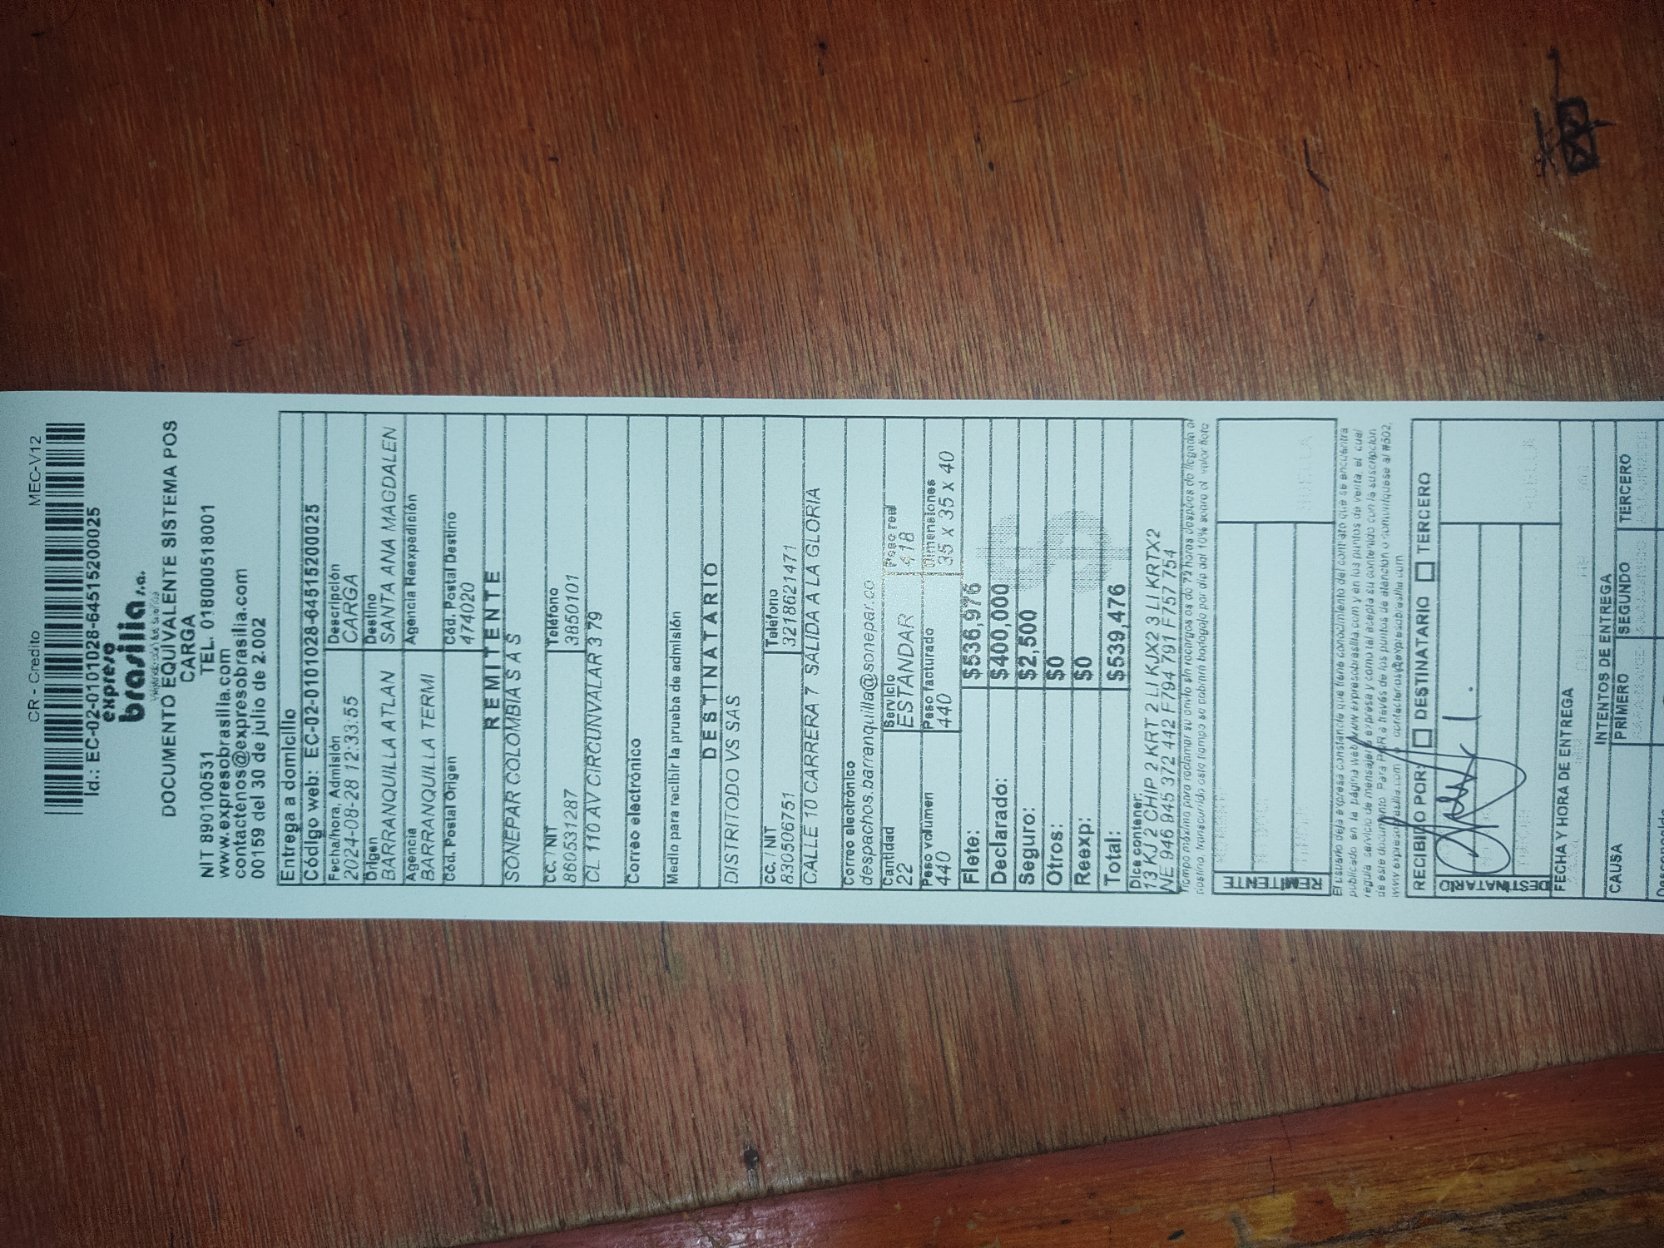 CR - Credito MEC-V12
Id.: EC-02-0101028-64515200025
expreso
brasilia s.a.
DOCUMENTO EQUIVALENTE SISTEMA POS
CARGA
NIT 890100531 TEL. 018000518001
www.expresobrasilia.com
contactenos@expresobrasilia.com
00159 del 30 de julio de 2.002
Entrega a domicilio
Código web: EC-02-0101028-64515200025
Fecha/hora, Admisión Descripción
2024-08-28 12:33:55 CARGA
Origen Destino
BARRANQUILLA ATLAN SANTA ANA MAGDALEN
Agencia Agencia Reexpedición
BARRANQUILLA TERMI
Cód. Postal Origen Cód. Postal Destino
474020
REMITENTE
SONEPAR COLOMBIA S A S
CC. / NIT Teléfono
860531287 3850101
CL 110 AV CIRCUNVALAR 3 79
Correo electrónico
Medio para recibir la prueba de admisión
DESTINATARIO
DISTRITODO VS SAS
CC. / NIT Teléfono
830506751 3218621471
CALLE 10 CARRERA 7 SALIDA A LA GLORIA
Correo electrónico
despachos.barranquilla@sonepar.co
Cantidad Servicio Peso real
22 ESTANDAR 418
Peso volumen Peso facturado Dimensiones
440 440 35 x 35 x 40
Flete: $536,976
Declarado: $400,000
Seguro: $2,500
Otros: $0
Reexp: $0
Total: $539,476
Dice contener:
13 KJ 2 CHIP 2 KRT 2 LI KJX2 3 LI KRTX2
NE 946 945 372 442 F794 791 F757 754
REMITENTE
RECIBIDO POR: DESTINATARIO TERCERO
DESTINATARIO
FECHA Y HORA DE ENTREGA
INTENTOS DE ENTREGA
CAUSA PRIMERO SEGUNDO TERCERO